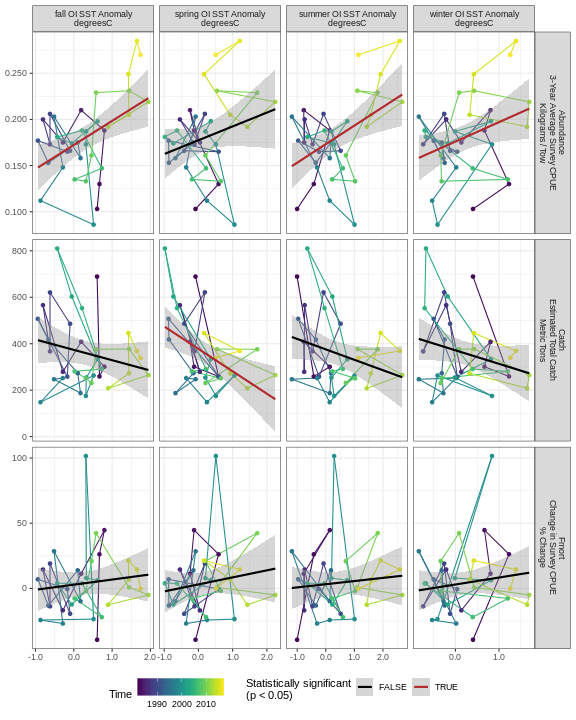 fall OI SST Anomaly
degreesC
spring OI SST Anomaly
degreesC
summer OI SST Anomaly
degreesC
winter OI SST Anomaly
degreesC
0.250
0.200
0.150
0.100
Abundance
3-Year Average Survey CPUE
Kilograms / Tow
800
600
400
200
0
Catch
Estimated Total Catch
Metric Tons
100
50
0
Fmort
Change in Survey CPUE
% Change
-1.0 0.0 1.0 2.0
-1.0 0.0 1.0 2.0
-1.0 0.0 1.0 2.0
0.0 1.0
Time
1990 2000 2010
Statistically significant
(p < 0.05)
FALSE
TRUE